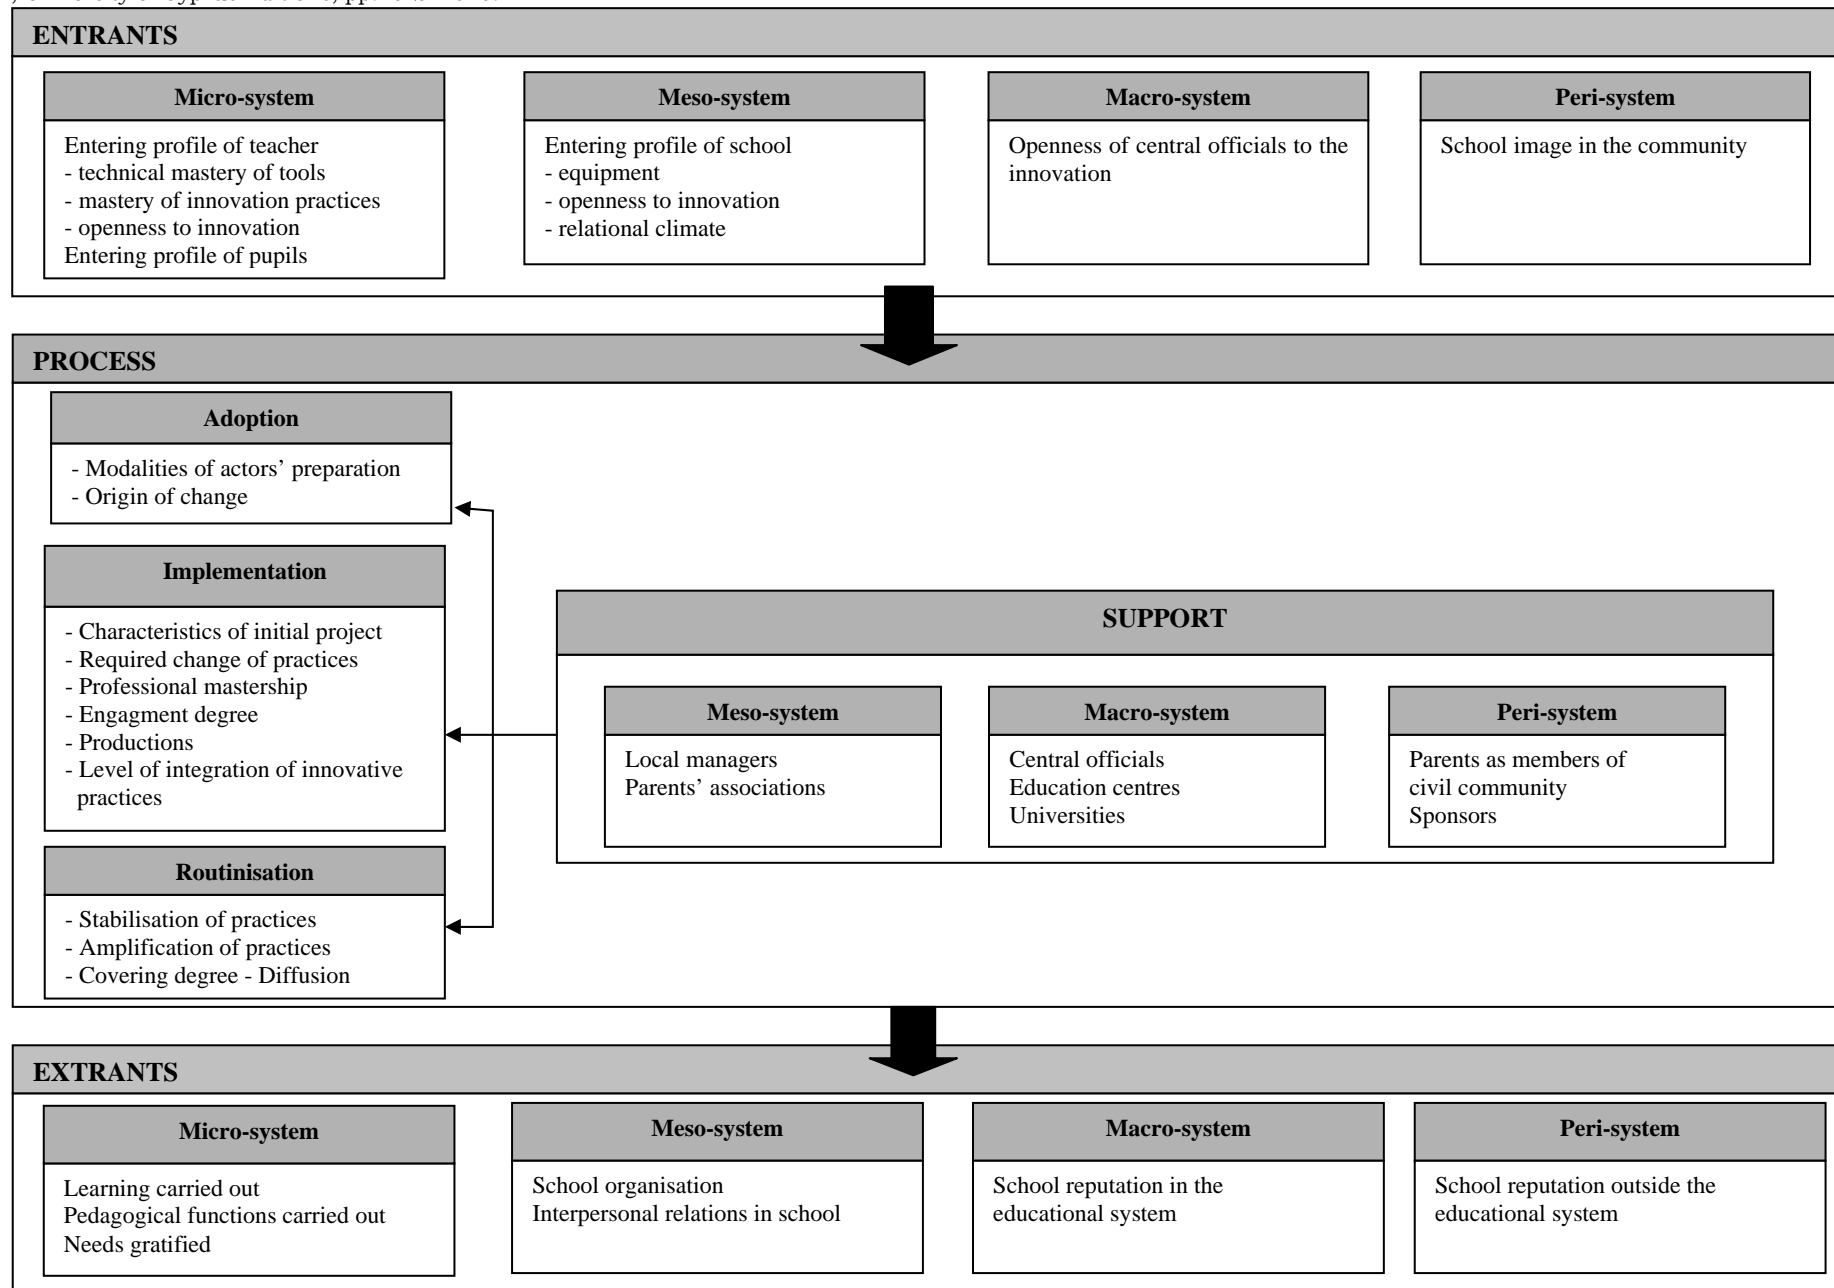 ENTRANTS
Micro-system
Entering profile of teacher
- technical mastery of tools
- mastery of innovation practices
- openness to innovation
Entering profile of pupils
Meso-system
Entering profile of school
- equipment
- openness to innovation
- relational climate
Macro-system
Openness of central officials to the
innovation
Peri-system
School image in the community
PROCESS
Adoption
- Modalities of actors’ preparation
- Origin of change
Implementation
- Characteristics of initial project
- Required change of practices
- Professional mastership
- Engagment degree
- Productions
- Level of integration of innovative
practices
Routinisation
- Stabilisation of practices
- Amplification of practices
- Covering degree - Diffusion
SUPPORT
Meso-system
Local managers
Parents’ associations
Macro-system
Central officials
Education centres
Universities
Peri-system
Parents as members of
civil community
Sponsors
EXTRANTS
Micro-system
Learning carried out
Pedagogical functions carried out
Needs gratified
Meso-system
School organisation
Interpersonal relations in school
Macro-system
School reputation in the
educational system
Peri-system
School reputation outside the
educational system